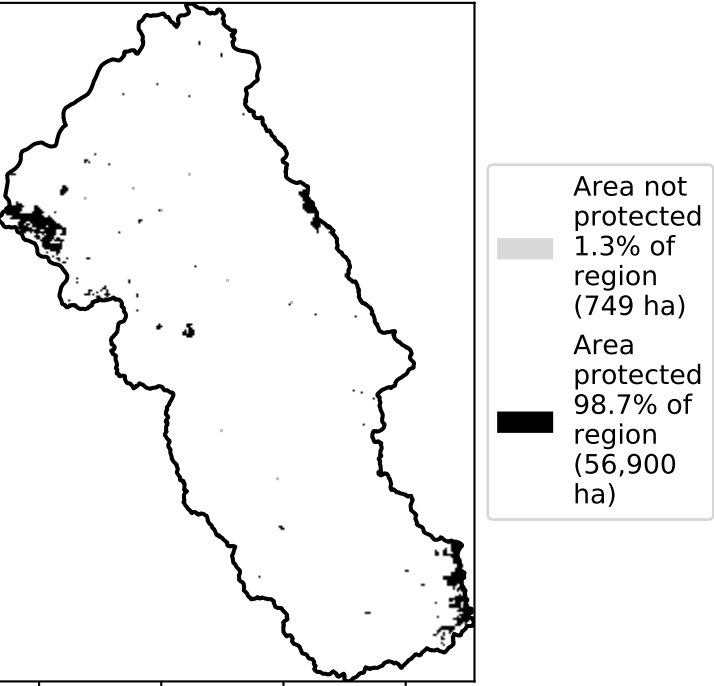 Area not
protected
1.3% of
region
(749 ha)
Area
protected
98.7% of
region
(56,900
ha)